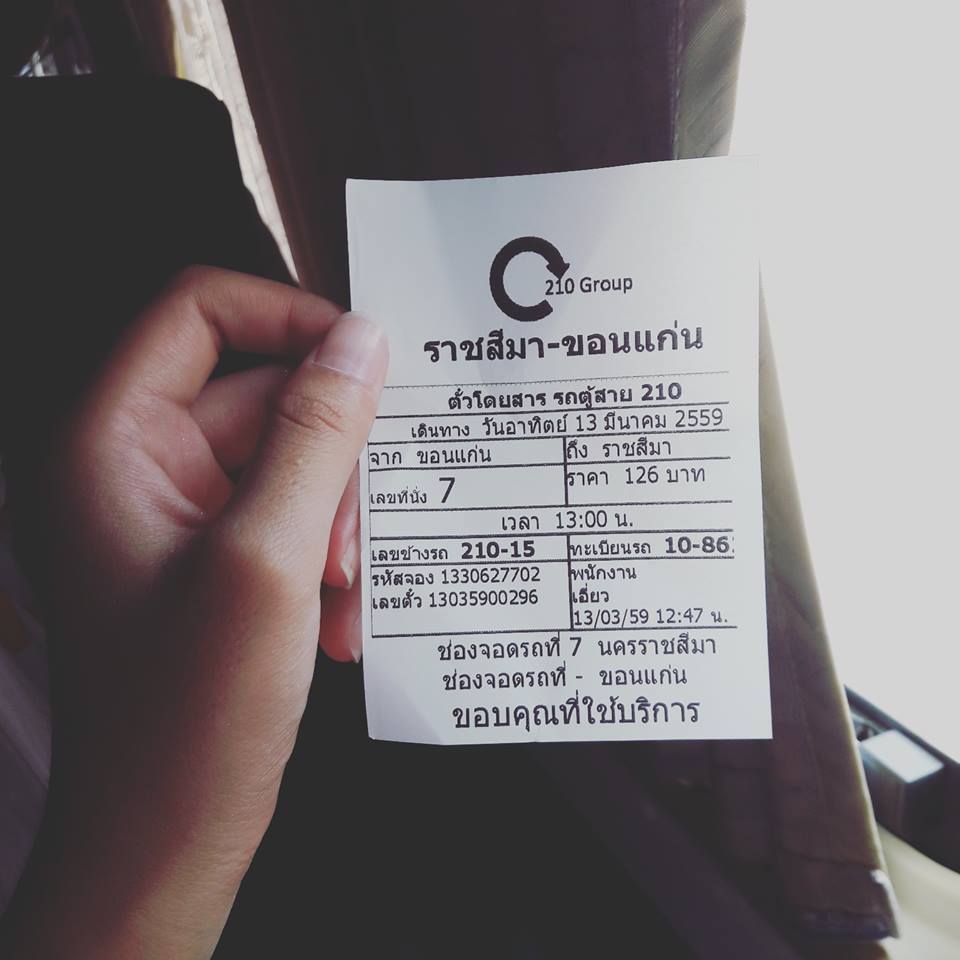 210 Group
ราชสีมา-ขอนแก่น
ตั๋วโดยสาร รถตู้สาย 210
เดินทาง วันอาทิตย์ 13 มีนาคม 2559
จาก ขอนแก่น ถึง ราชสีมา
เลขที่นั่ง 7 ราคา 126 บาท
เวลา 13:00 น.
เลขข้างรถ 210-15 ทะเบียนรถ 10-86
รหัสจอง 1330627702 พนักงาน
เลขตั๋ว 13035900296 เอี่ยว
13/03/59 12:47 น.
ช่องจอดรถที่ 7 นครราชสีมา
ช่องจอดรถที่ - ขอนแก่น
ขอบคุณที่ใช้บริการ